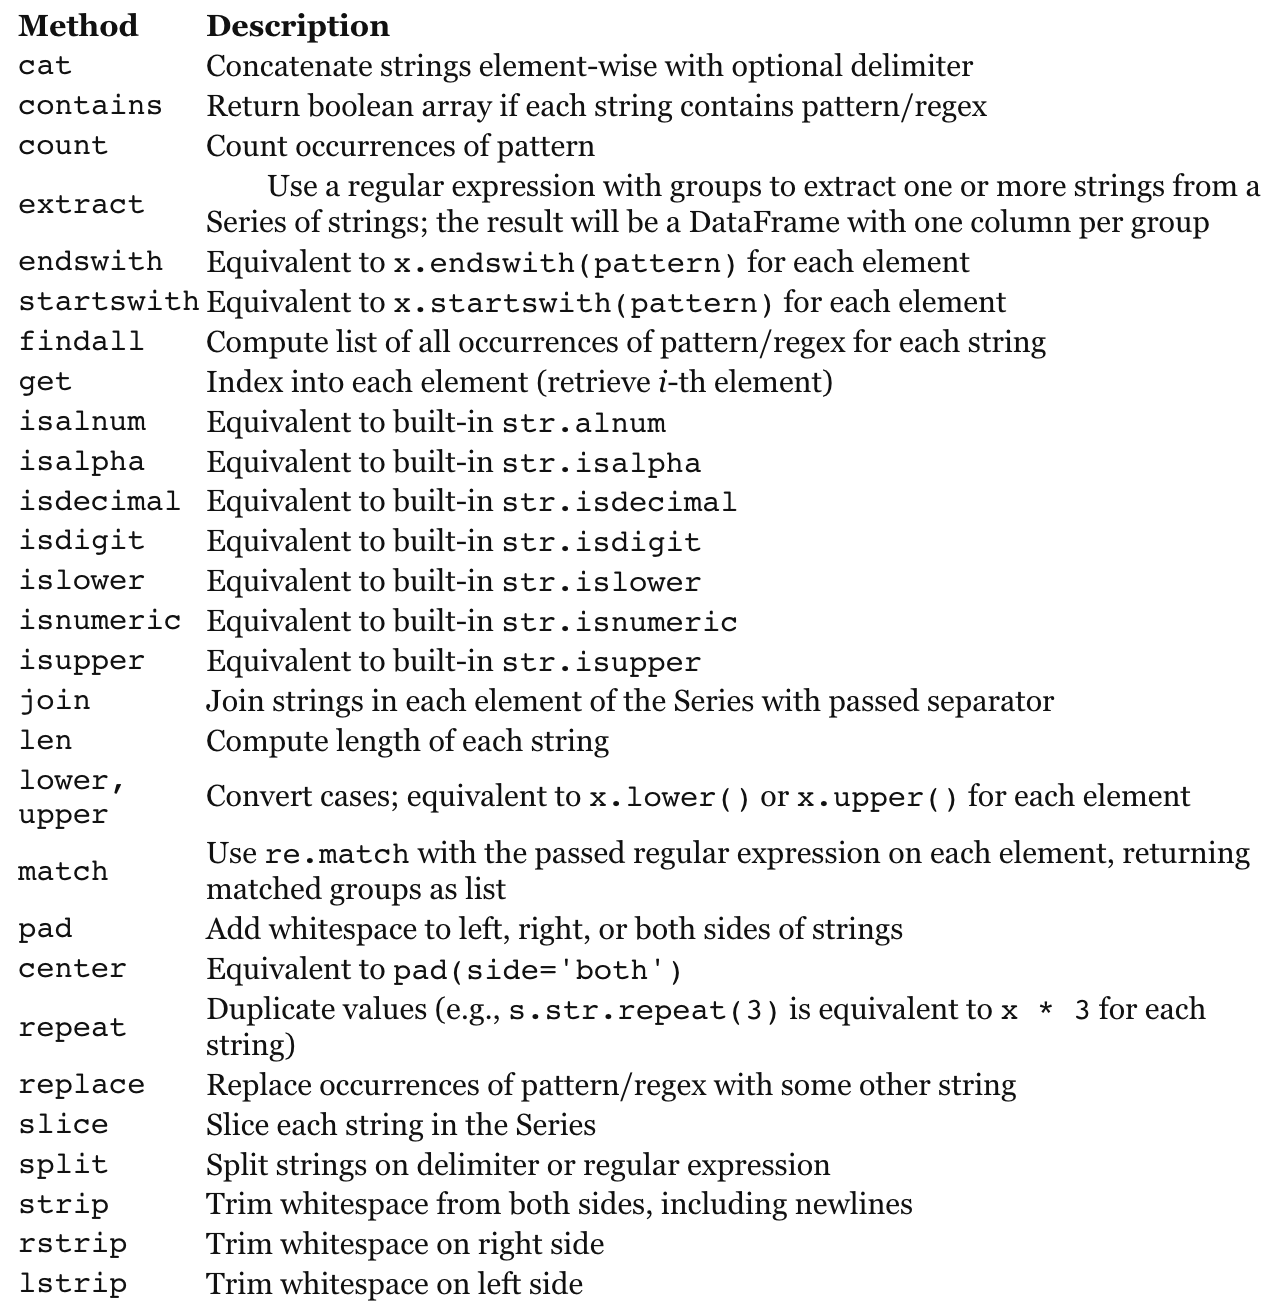 Method Description
cat Concatenate strings element-wise with optional delimiter
contains Return boolean array if each string contains pattern/regex
count Count occurrences of pattern
extract Use a regular expression with groups to extract one or more strings from a
Series of strings; the result will be a DataFrame with one column per group
endswith Equivalent to x.endswith(pattern) for each element
startswith Equivalent to x.startswith(pattern) for each element
findall Compute list of all occurrences of pattern/regex for each string
get Index into each element (retrieve i-th element)
isalnum Equivalent to built-in str.alnum
isalpha Equivalent to built-in str.isalpha
isdecimal Equivalent to built-in str.isdecimal
isdigit Equivalent to built-in str.isdigit
islower Equivalent to built-in str.islower
isnumeric Equivalent to built-in str.isnumeric
isupper Equivalent to built-in str.isupper
join Join strings in each element of the Series with passed separator
len Compute length of each string
lower,
upper Convert cases; equivalent to x.lower() or x.upper() for each element
match Use re.match with the passed regular expression on each element, returning
matched groups as list
pad Add whitespace to left, right, or both sides of strings
center Equivalent to pad(side='both')
repeat Duplicate values (e.g., s.str.repeat(3) is equivalent to x * 3 for each
string)
replace Replace occurrences of pattern/regex with some other string
slice Slice each string in the Series
split Split strings on delimiter or regular expression
strip Trim whitespace from both sides, including newlines
rstrip Trim whitespace on right side
lstrip Trim whitespace on left side